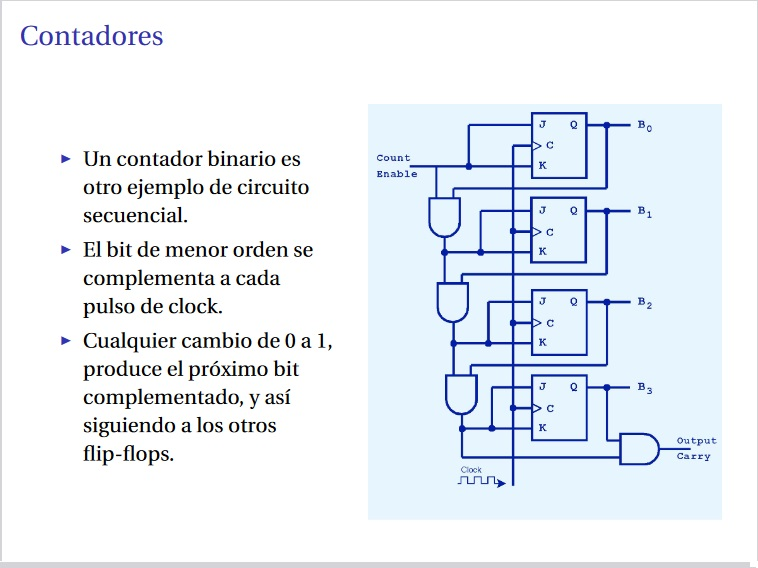 Contadores
Un contador binario es
otro ejemplo de circuito
secuencial.
El bit de menor orden se
complementa a cada
pulso de clock.
Cualquier cambio de 0 a 1,
produce el próximo bit
complementado, y así
siguiendo a los otros
flip-flops.
Count
Enable
J Q B0
C
K
J Q B1
C
K
J Q B2
C
K
J Q B3
C
K
Output
Carry
Clock